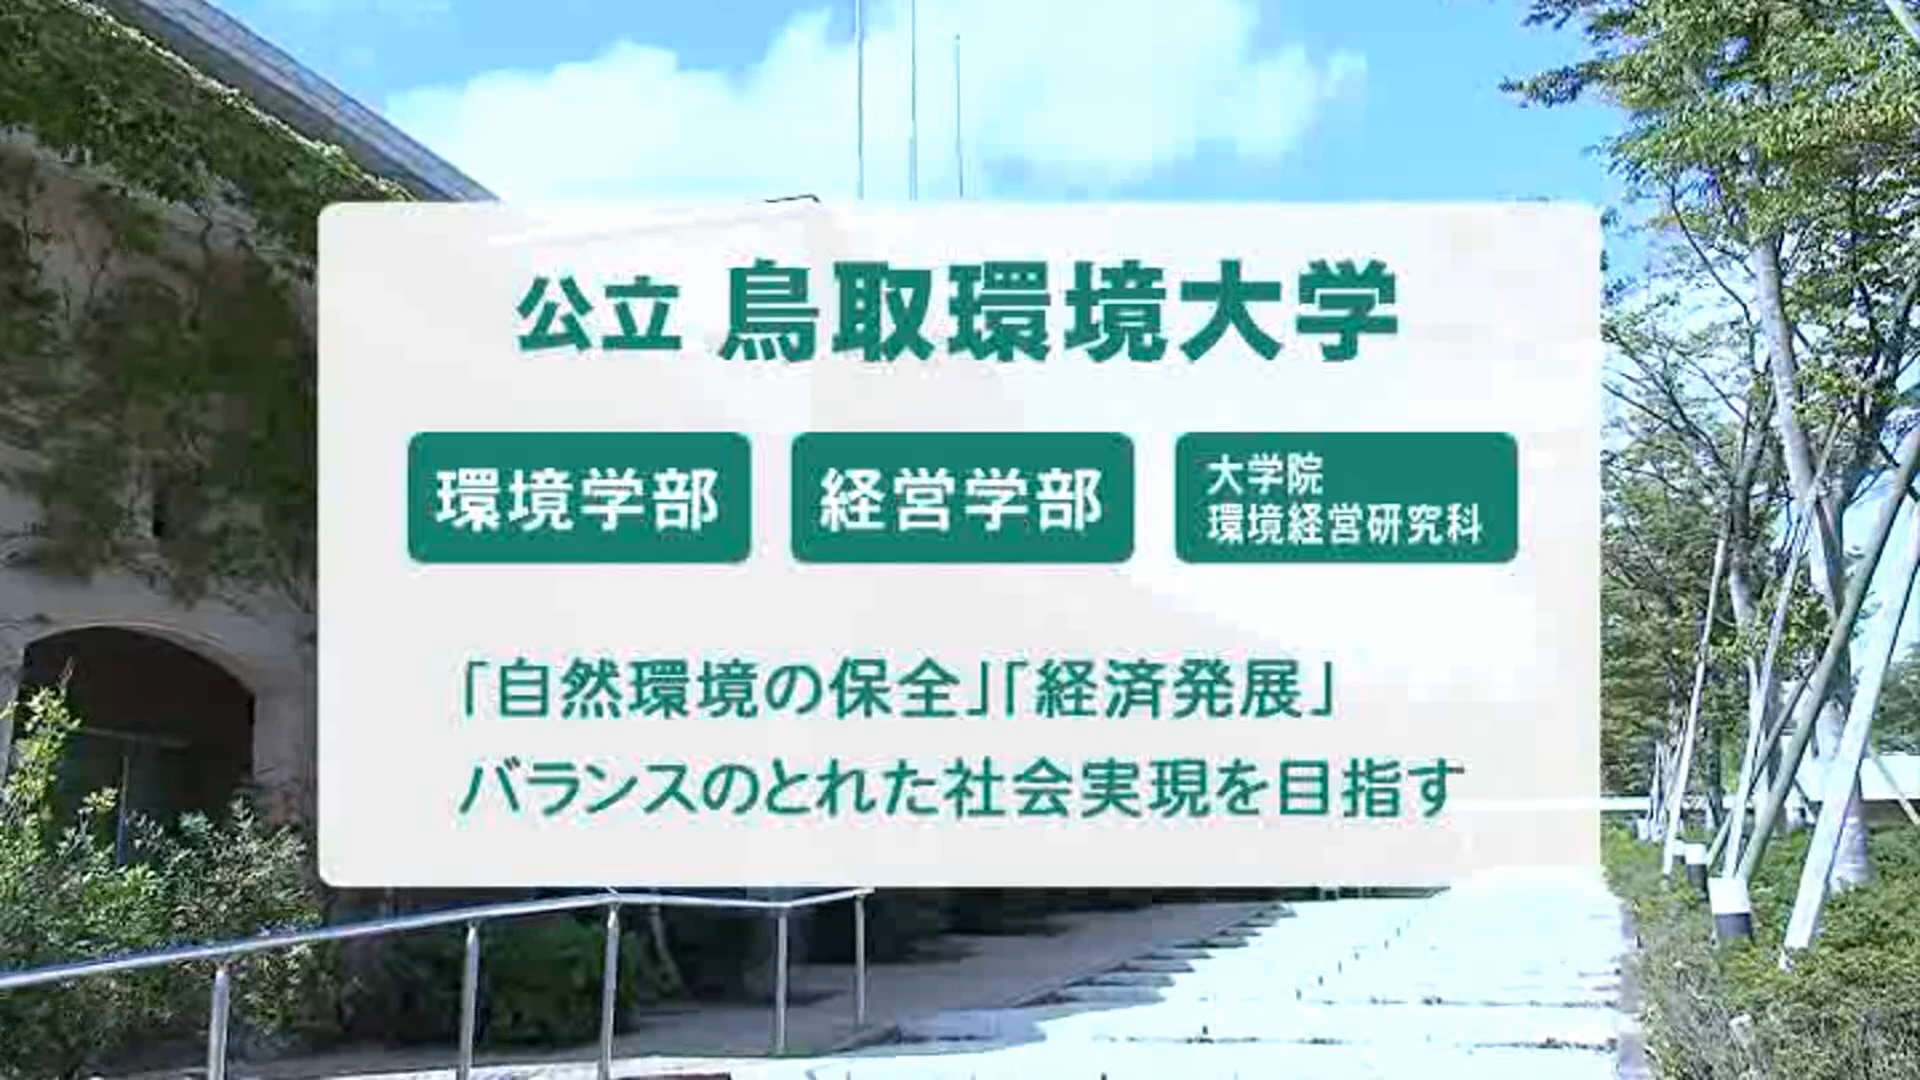 公立 鳥取環境大学
環境学部
経営学部
大学院
環境経営研究科
「自然環境の保全」「経済発展」
バランスのとれた社会実現を目指す